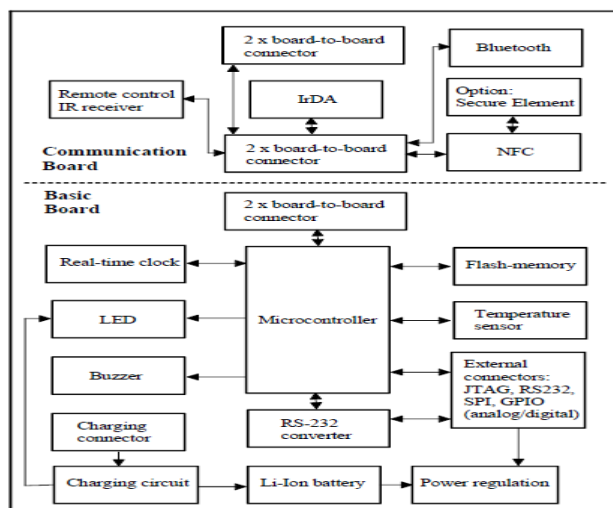 2 x board-to-board
connector
Bluetooth
Remote control
IR receiver
IrDA
Option:
Secure Element
Communication
Board
2 x board-to-board
connector
NFC
Basic
Board
2 x board-to-board
connector
Real-time clock
Microcontroller
Flash-memory
LED
Temperature
sensor
Buzzer
External
connectors:
JTAG, RS232,
SPI, GPIO
(analog/digital)
Charging
connector
RS-232
converter
Charging circuit
Li-Ion battery
Power regulation